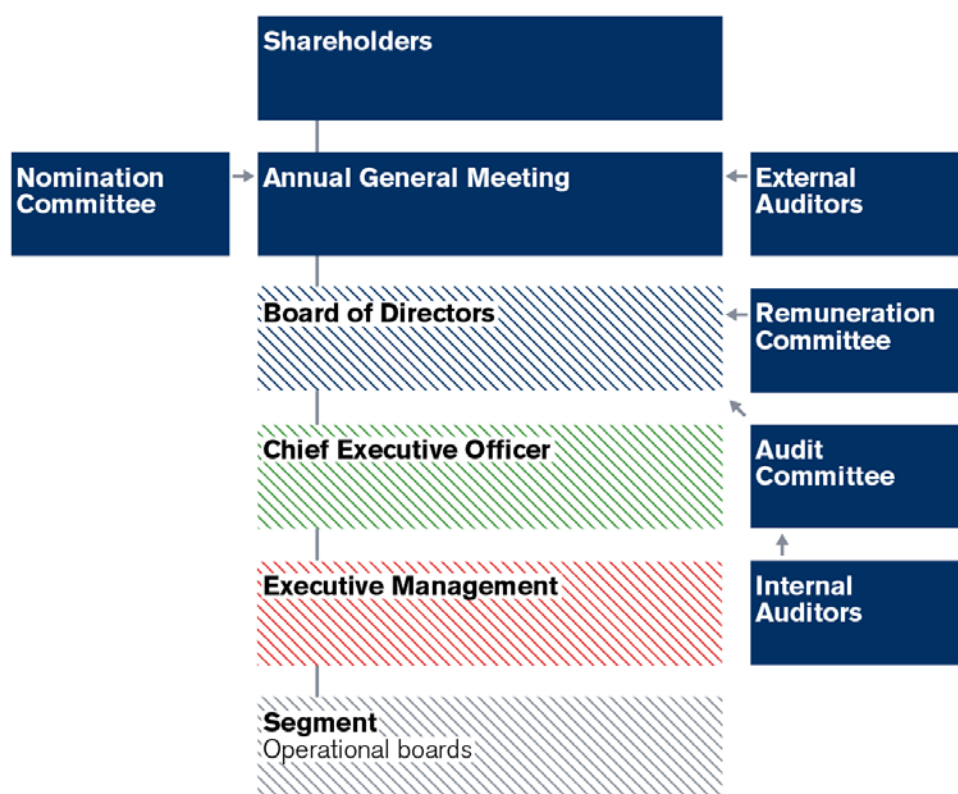 Shareholders
Nomination
Committee
Annual General Meeting
External
Auditors
Board of Directors
Remuneration
Committee
Chief Executive Officer
Audit
Committee
Executive Management
Internal
Auditors
Segment
Operational boards